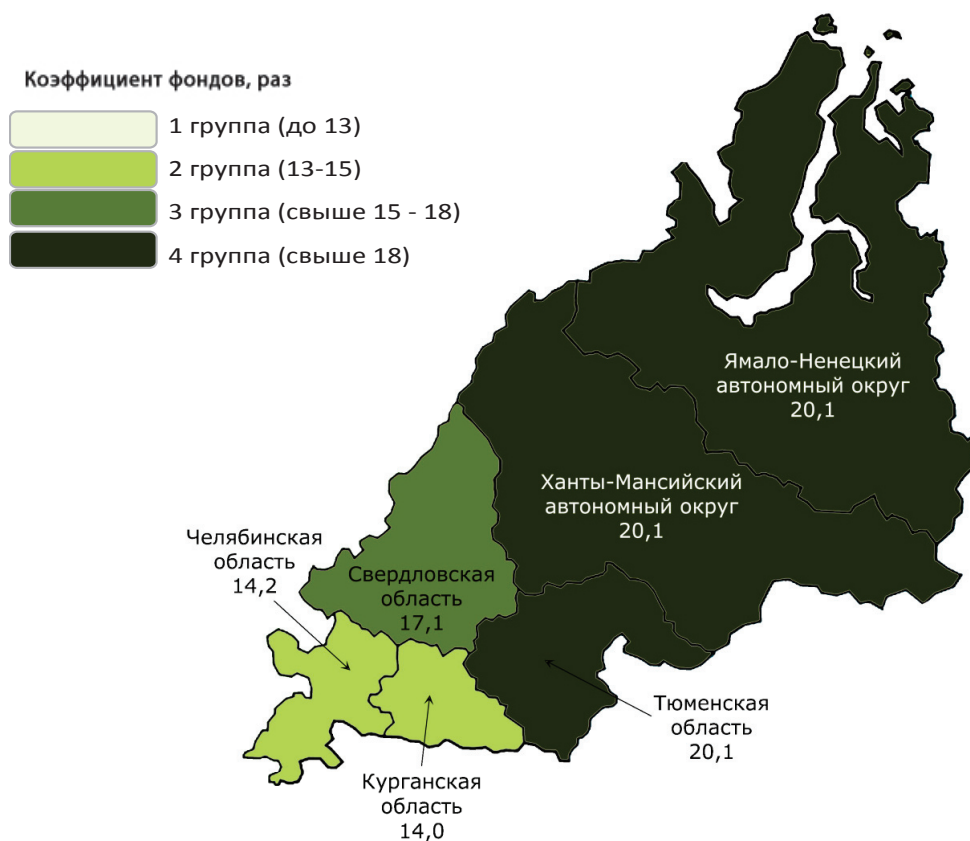 Коэффициент фондов, раз
1 группа (до 13)
2 группа (13-15)
3 группа (свыше 15 - 18)
4 группа (свыше 18)
Ямало-Ненецкий
автономный округ
20,1
Ханты-Мансийский
автономный округ
20,1
Челябинская
область
14,2
Свердловская
область
17,1
Тюменская
область
20,1
Курганская
область
14,0